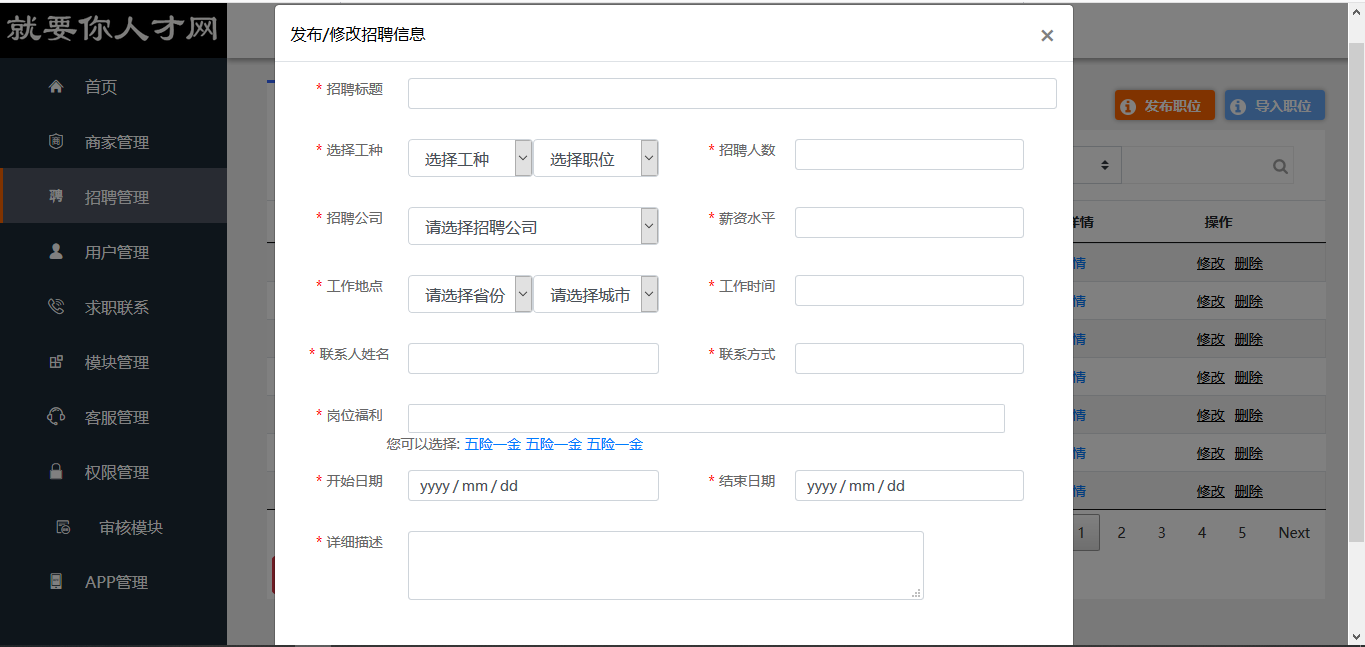 就要你人才网
首页
商家管理
招聘管理
用户管理
求职联系
模块管理
客服管理
权限管理
审核模块
APP管理
发布/修改招聘信息 ×
* 招聘标题
* 选择工种 选择工种 选择职位 * 招聘人数
* 招聘公司 请选择招聘公司 * 薪资水平
* 工作地点 请选择省份 请选择城市 * 工作时间
* 联系人姓名 * 联系方式
* 岗位福利
您可以选择: 五险一金 五险一金 五险一金
* 开始日期 yyyy/mm/dd * 结束日期 yyyy/mm/dd
* 详细描述
发布职位 导入职位
情 操作
情 修改 删除
情 修改 删除
情 修改 删除
情 修改 删除
情 修改 删除
情 修改 删除
情 修改 删除
1 2 3 4 5 Next